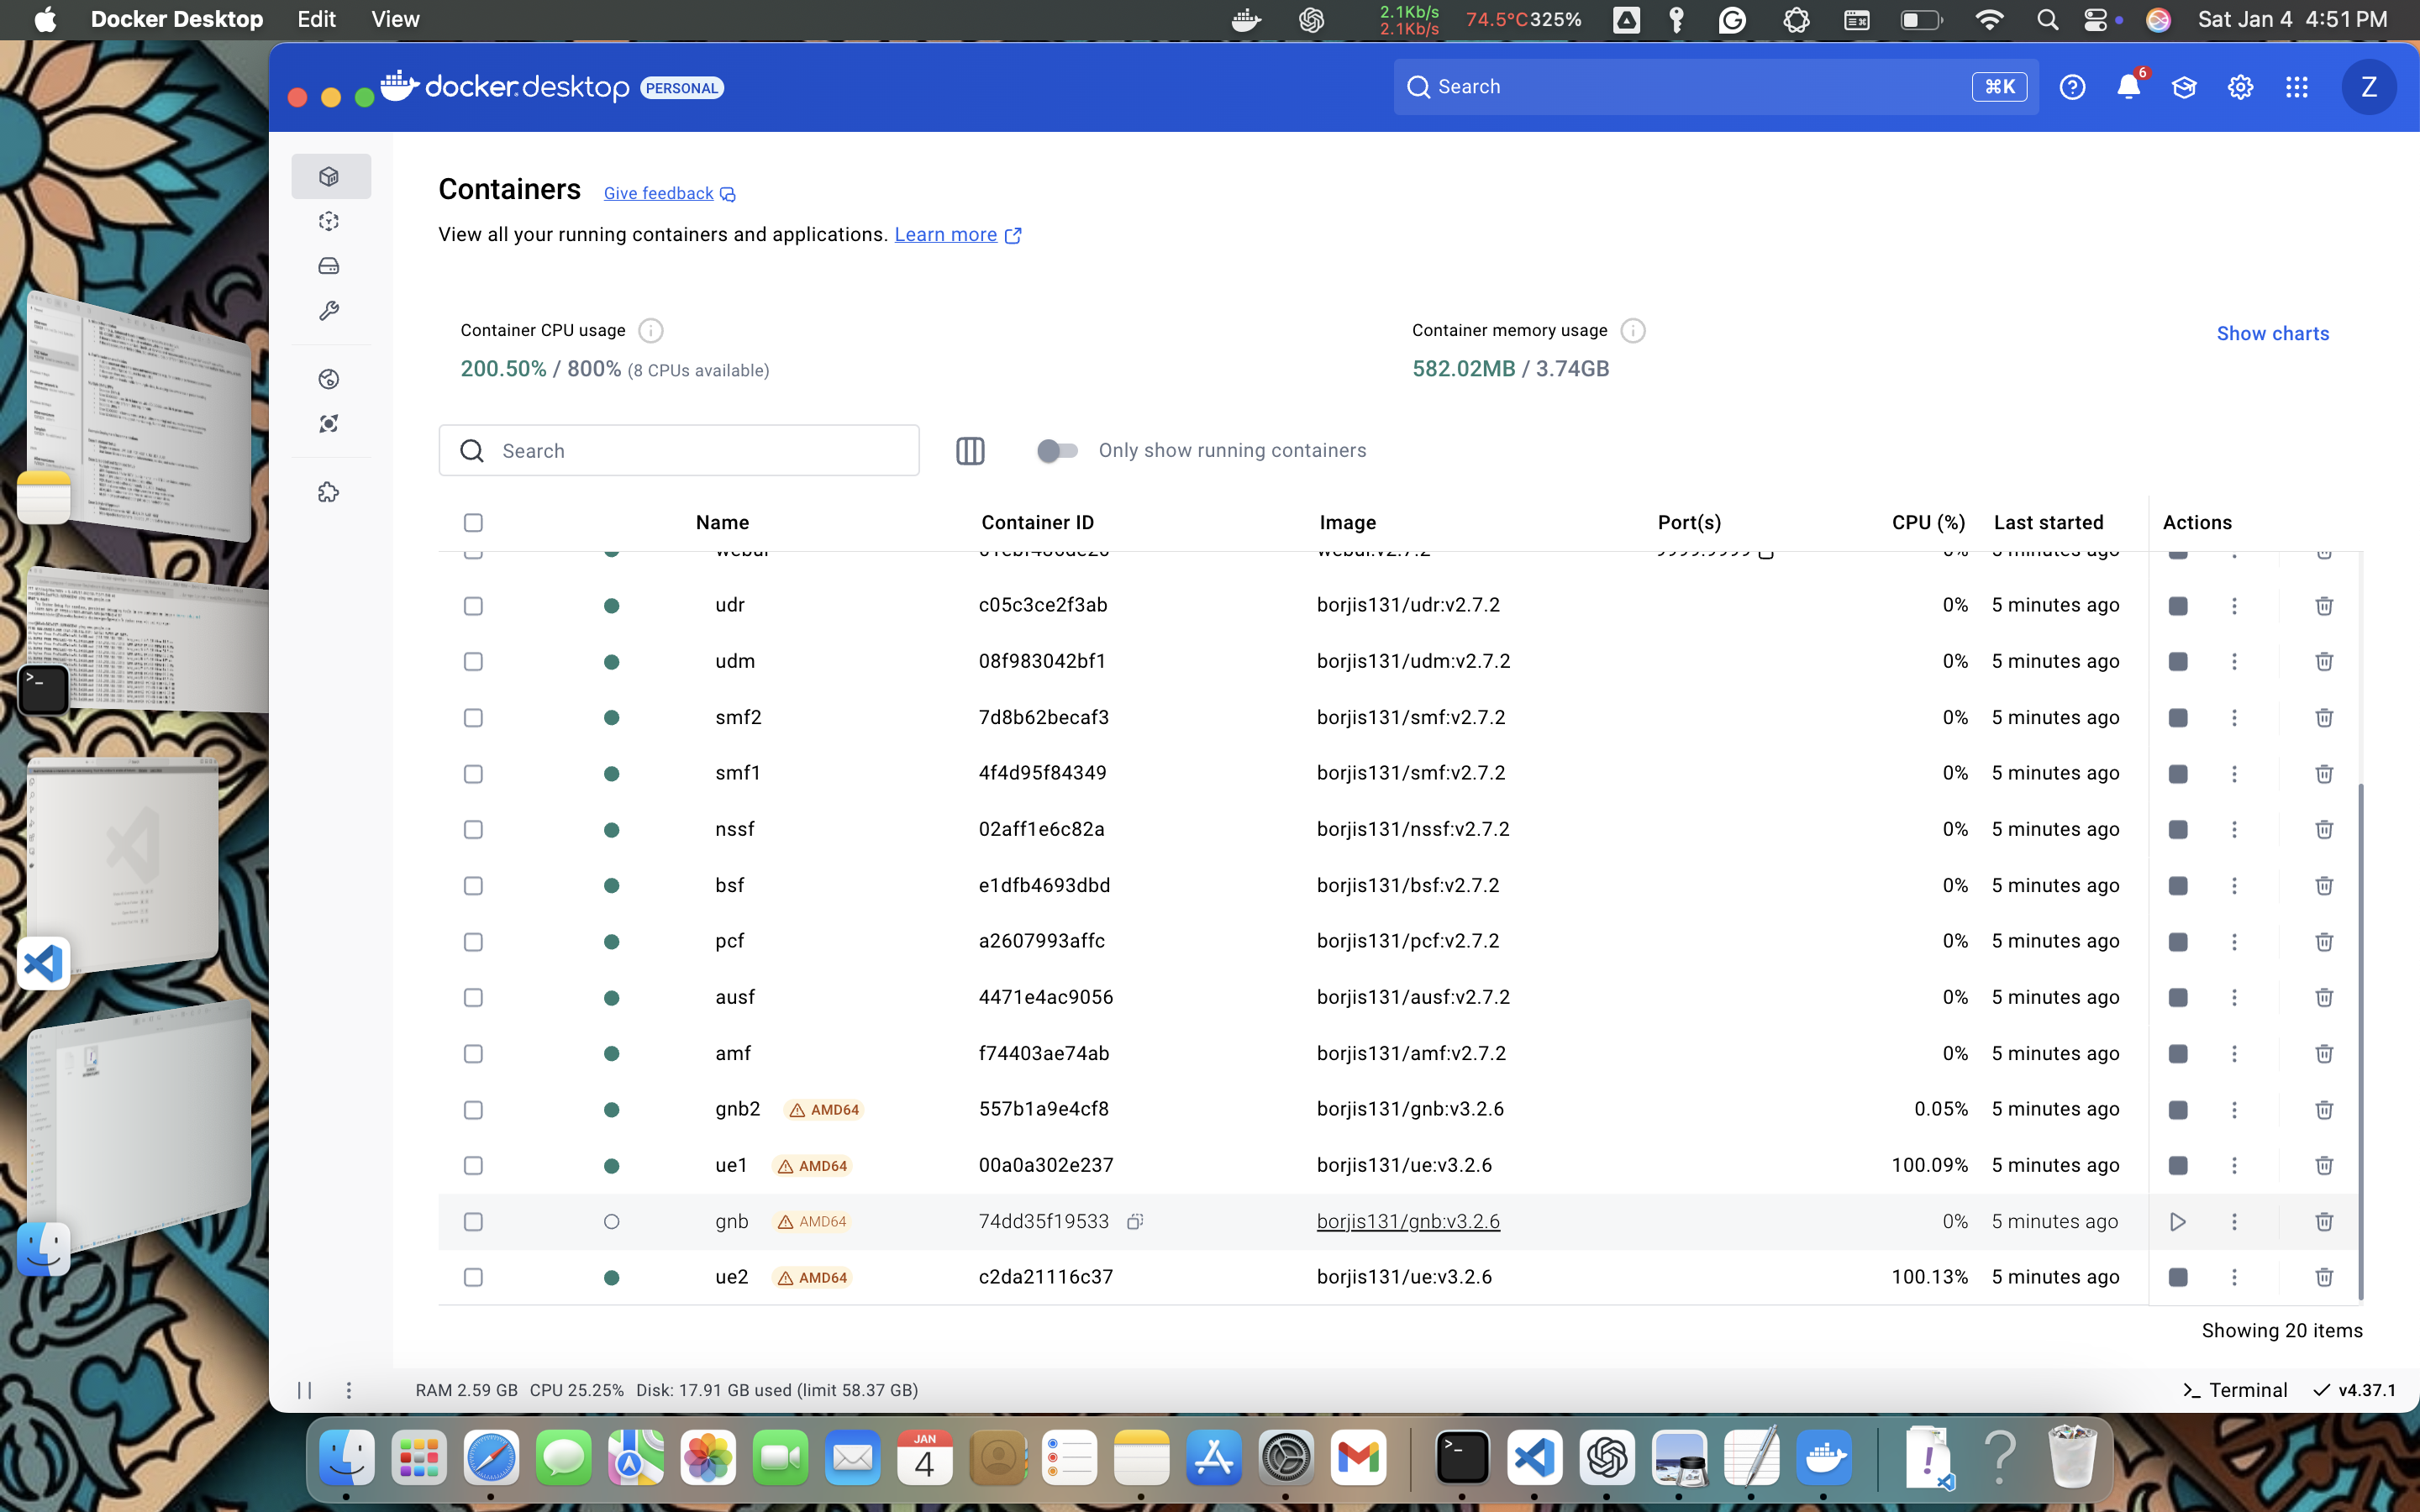 Docker Desktop Edit View 2.1Kb/s 2.1Kb/s 74.5°C325% Sat Jan 4 4:51 PM
docker.desktop PERSONAL Search ⌘K 6 Z
Containers Give feedback
View all your running containers and applications. Learn more
Container CPU usage Container memory usage Show charts
200.50% / 800% (8 CPUs available) 582.02MB / 3.74GB
Search Only show running containers
Name Container ID Image Port(s) CPU (%) Last started Actions
udr c05c3ce2f3ab borjis131/udr:v2.7.2 0% 5 minutes ago
udm 08f983042bf1 borjis131/udm:v2.7.2 0% 5 minutes ago
smf2 7d8b62becaf3 borjis131/smf:v2.7.2 0% 5 minutes ago
smf1 4f4d95f84349 borjis131/smf:v2.7.2 0% 5 minutes ago
nssf 02aff1e6c82a borjis131/nssf:v2.7.2 0% 5 minutes ago
bsf e1dfb4693dbd borjis131/bsf:v2.7.2 0% 5 minutes ago
pcf a2607993affc borjis131/pcf:v2.7.2 0% 5 minutes ago
ausf 4471e4ac9056 borjis131/ausf:v2.7.2 0% 5 minutes ago
amf f74403ae74ab borjis131/amf:v2.7.2 0% 5 minutes ago
gnb2 AMD64 557b1a9e4cf8 borjis131/gnb:v3.2.6 0.05% 5 minutes ago
ue1 AMD64 00a0a302e237 borjis131/ue:v3.2.6 100.09% 5 minutes ago
gnb AMD64 74dd35f19533 borjis131/gnb:v3.2.6 0% 5 minutes ago
ue2 AMD64 c2da21116c37 borjis131/ue:v3.2.6 100.13% 5 minutes ago
Showing 20 items
RAM 2.59 GB CPU 25.25% Disk: 17.91 GB used (limit 58.37 GB) Terminal v4.37.1
JAN
4